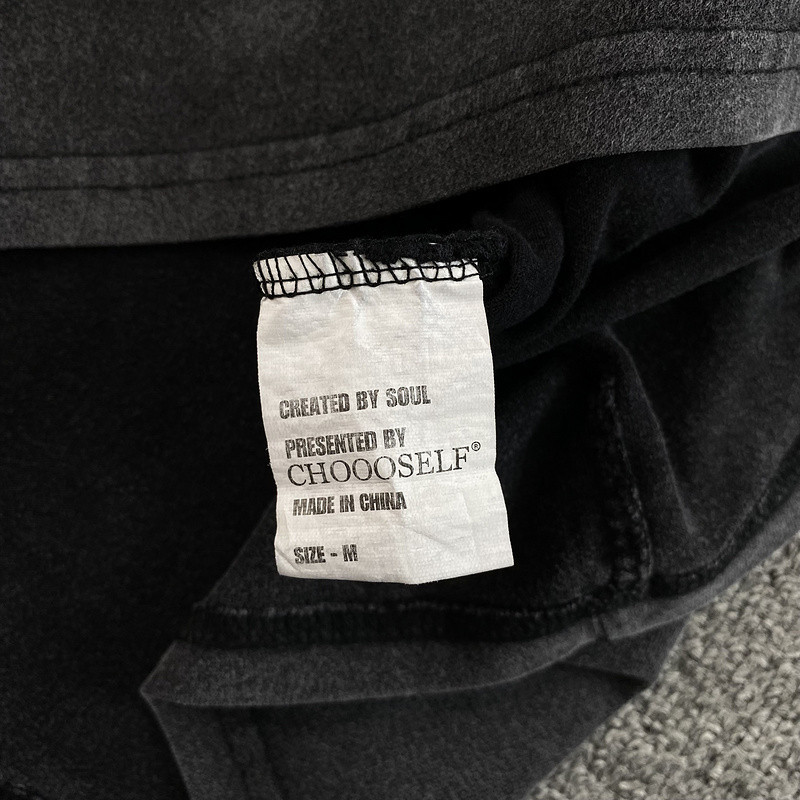 CREATED BY SOUL
PRESENTED BY
CHOOOSELF®
MADE IN CHINA
SIZE - M